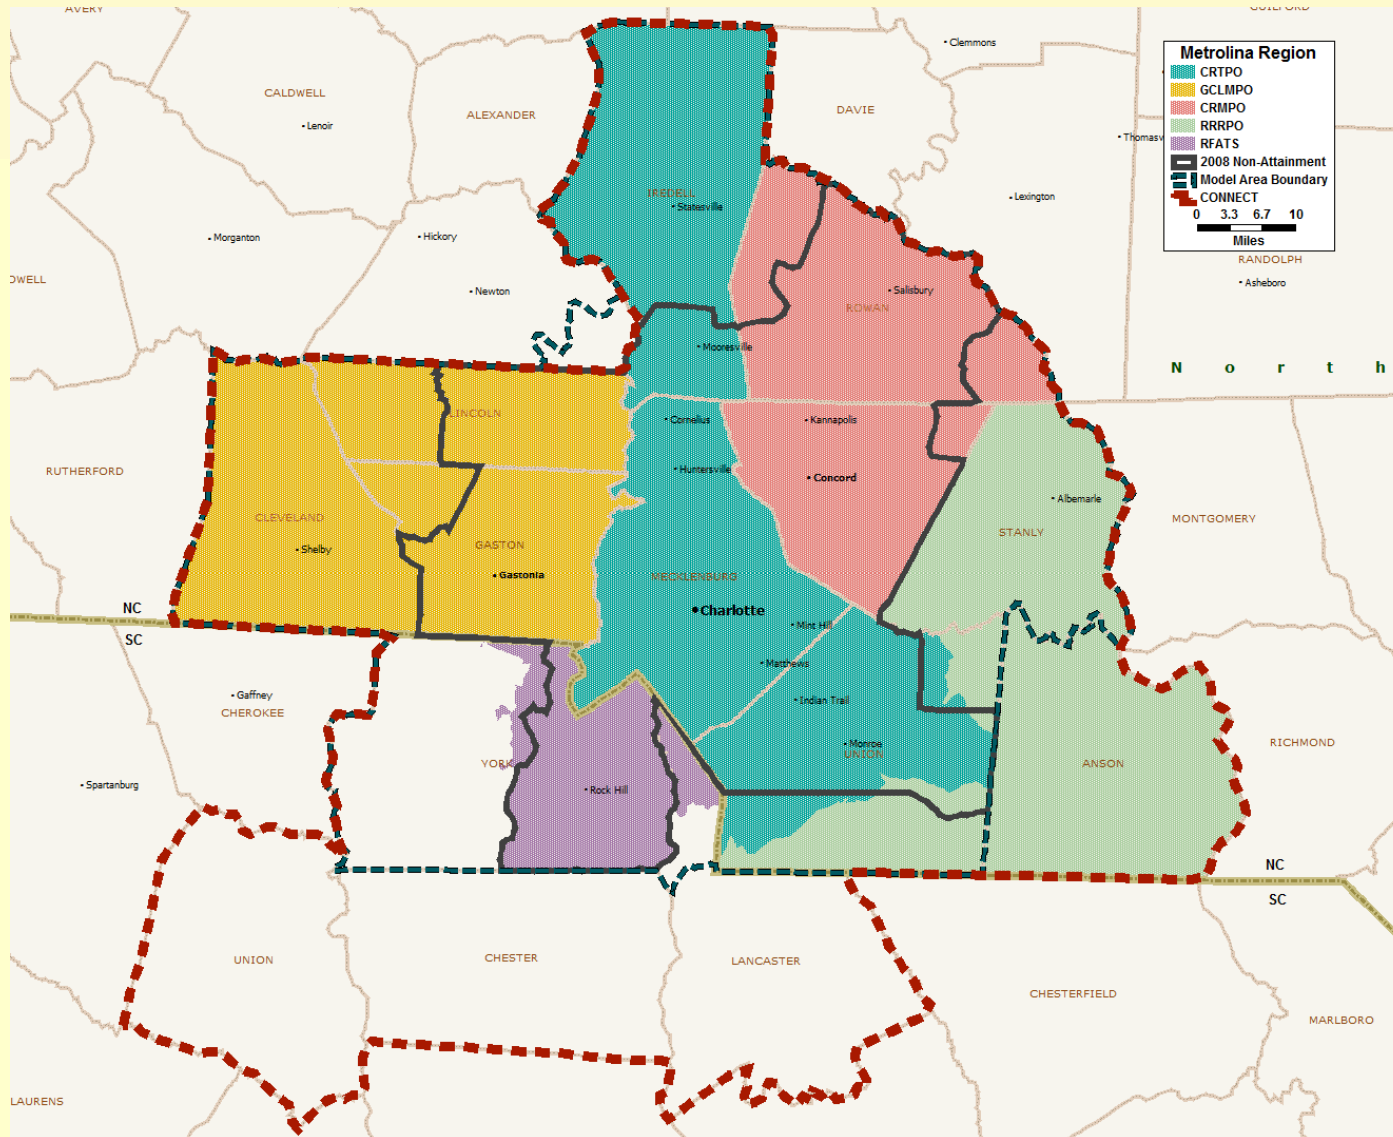 AVERY
GUILFORD
Clemmons
Metrolina Region
CRTPO
GCLMPO
CRMPO
RRRPO
RFATS
2008 Non-Attainment
Model Area Boundary
CONNECT
0 3.3 6.7 10
Miles
CALDWELL
ALEXANDER
DAVIE
Lenoir
Thomasv
IREDELL
Statesville
Lexington
Morganton
Hickory
RANDOLPH
Asheboro
DWELL
Newton
Salisbury
ROWAN
Mooresville
N o r t h
LINCOLN
Cornelius
Kannapolis
RUTHERFORD
Huntersville
Concord
Albemarle
CLEVELAND
MONTGOMERY
STANLY
Shelby
GASTON
Gastonia
MECKLENBURG
NC
Charlotte
SC
Mint Hill
Matthews
Gaffney
CHEROKEE
Indian Trail
Monroe
UNION
RICHMOND
YORK
ANSON
Spartanburg
Rock Hill
NC
SC
UNION
CHESTER
LANCASTER
CHESTERFIELD
MARLBORO
LAURENS